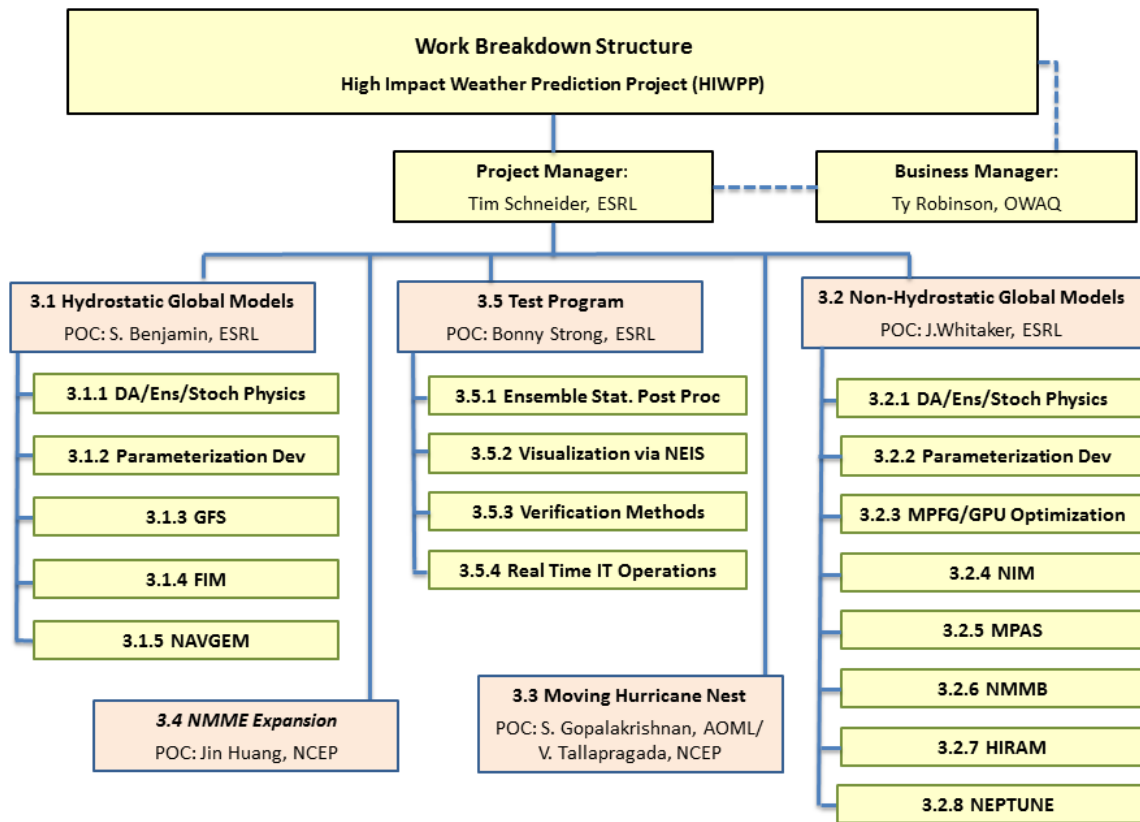 Work Breakdown Structure
High Impact Weather Prediction Project (HIWPP)
Project Manager:
Tim Schneider, ESRL
Business Manager:
Ty Robinson, OWAQ
3.1 Hydrostatic Global Models
POC: S. Benjamin, ESRL
3.1.1 DA/Ens/Stoch Physics
3.1.2 Parameterization Dev
3.1.3 GFS
3.1.4 FIM
3.1.5 NAVGEM
3.4 NMME Expansion
POC: Jin Huang, NCEP
3.5 Test Program
POC: Bonny Strong, ESRL
3.5.1 Ensemble Stat. Post Proc
3.5.2 Visualization via NEIS
3.5.3 Verification Methods
3.5.4 Real Time IT Operations
3.3 Moving Hurricane Nest
POC: S. Gopalakrishnan, AOML/
V. Tallapragada, NCEP
3.2 Non-Hydrostatic Global Models
POC: J.Whitaker, ESRL
3.2.1 DA/Ens/Stoch Physics
3.2.2 Parameterization Dev
3.2.3 MPFG/GPU Optimization
3.2.4 NIM
3.2.5 MPAS
3.2.6 NMMB
3.2.7 HIRAM
3.2.8 NEPTUNE